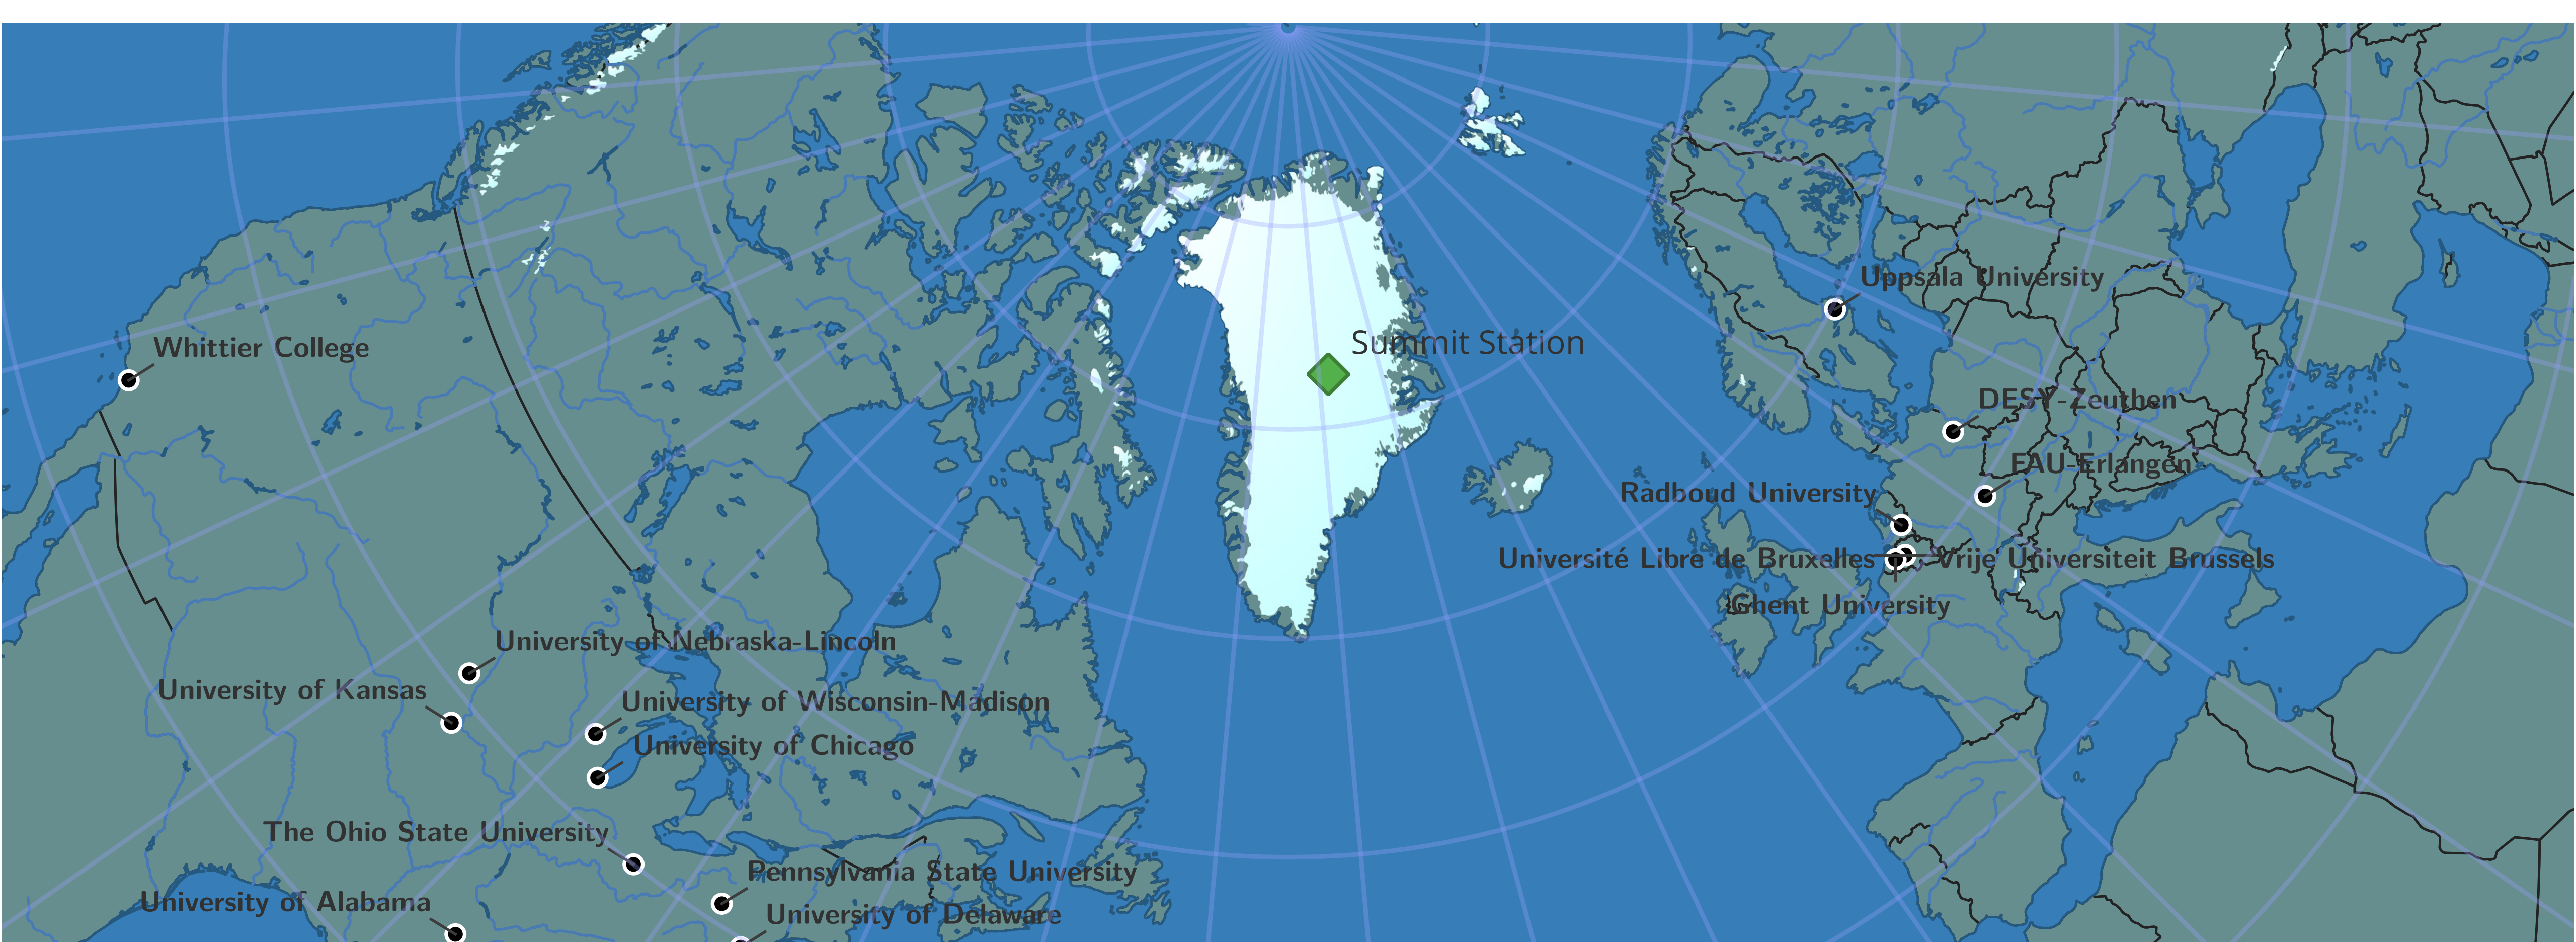 Uppsala University
Summit Station
Whittier College
DESY-Zeuthen
FAU-Erlangen
Radboud University
Université Libre de Bruxelles
Vrije Universiteit Brussels
Ghent University
University of Nebraska-Lincoln
University of Kansas
University of Wisconsin-Madison
University of Chicago
The Ohio State University
Pennsylvania State University
University of Alabama
University of Delaware